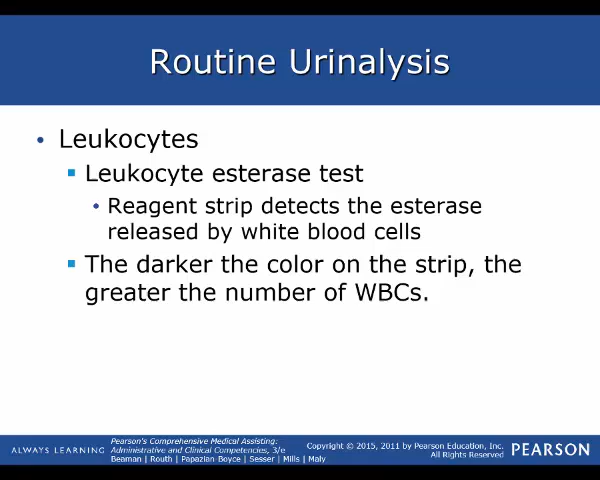 Routine Urinalysis
• Leukocytes
▪ Leukocyte esterase test
• Reagent strip detects the esterase
released by white blood cells
▪ The darker the color on the strip, the
greater the number of WBCs.
ALWAYS LEARNING
Pearson's Comprehensive Medical Assisting:
Administrative and Clinical Competencies, 3/e
Beaman | Routh | Papazian Boyce | Sesser | Mills | Maly
Copyright © 2015, 2011 by Pearson Education, Inc.
All Rights Reserved
PEARSON